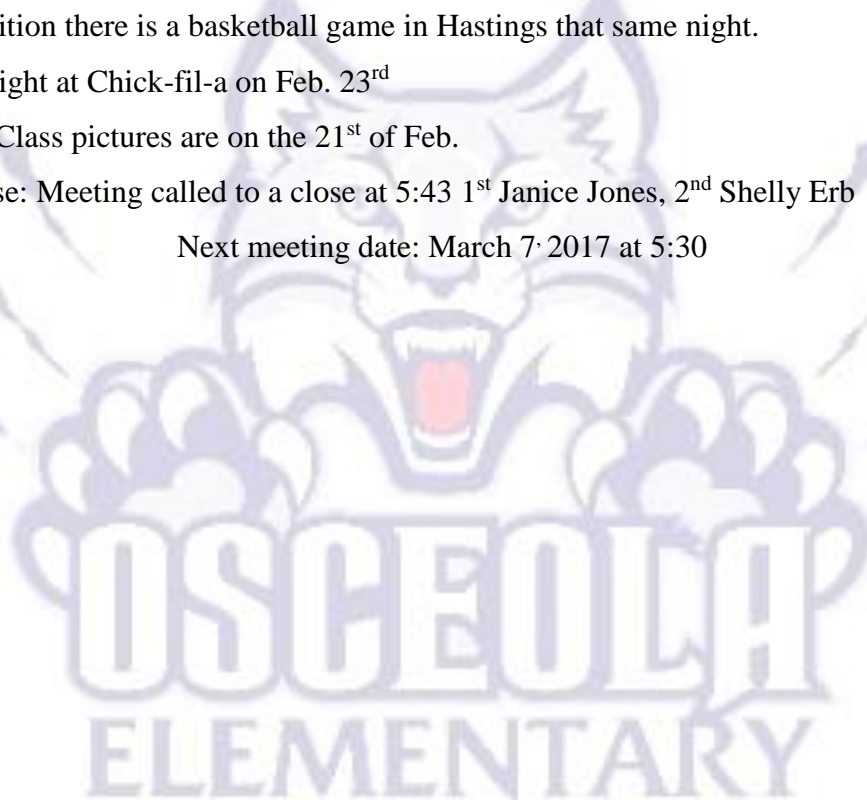 ition there is a basketball game in Hastings that same night.
ight at Chick-fil-a on Feb. 23rd
Class pictures are on the 21st of Feb.
se: Meeting called to a close at 5:43 1st Janice Jones, 2nd Shelly Erb
Next meeting date: March 7, 2017 at 5:30
OSCEOLA
ELEMENTARY